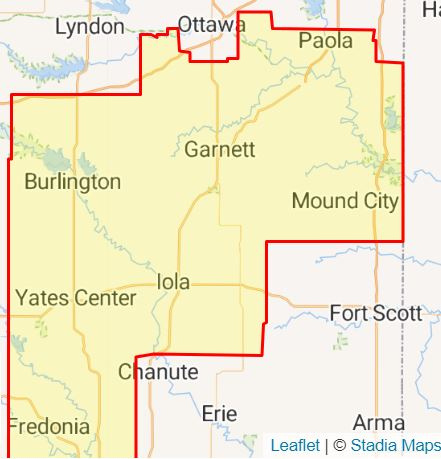 Ha
Ottawa
Lyndon
Paola
Garnett
Burlington
Mound City
Iola
Yates Center
Fort Scott
Chanute
Erie
Arma
Fredonia
Leaflet | © Stadia Maps